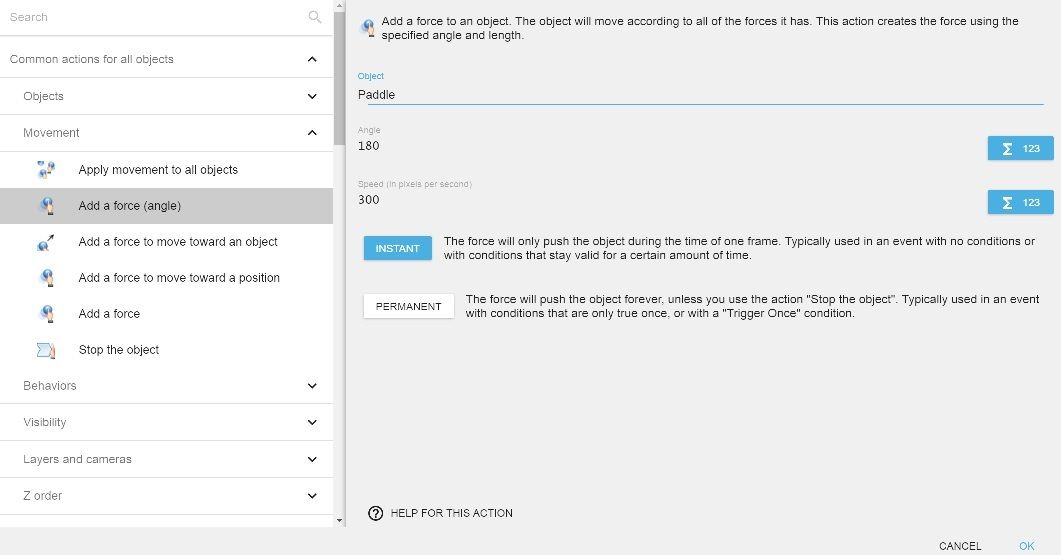 Search
Common actions for all objects
Objects
Movement
Apply movement to all objects
Add a force (angle)
Add a force to move toward an object
Add a force to move toward a position
Add a force
Stop the object
Behaviors
Visibility
Layers and cameras
Z order
Add a force to an object. The object will move according to all of the forces it has. This action creates the force using the
specified angle and length.
Object
Paddle
Angle
180
Σ 123
Speed (in pixels per second)
300
Σ 123
INSTANT
The force will only push the object during the time of one frame. Typically used in an event with no conditions or
with conditions that stay valid for a certain amount of time.
PERMANENT
The force will push the object forever, unless you use the action "Stop the object". Typically used in an event
with conditions that are only true once, or with a "Trigger Once" condition.
HELP FOR THIS ACTION
CANCEL
OK